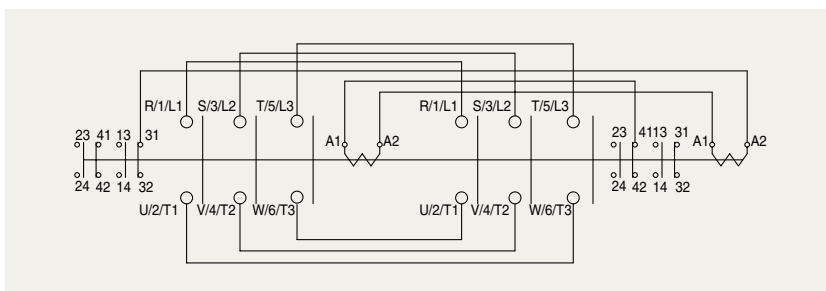 R/1/L1 S/3/L2 T/5/L3 R/1/L1 S/3/L2 T/5/L3
23 41 13 31 A1 A2 23 41 13 31 A1 A2
24 42 14 32 24 42 14 32
U/2/T1 V/4/T2 W/6/T3 U/2/T1 V/4/T2 W/6/T3